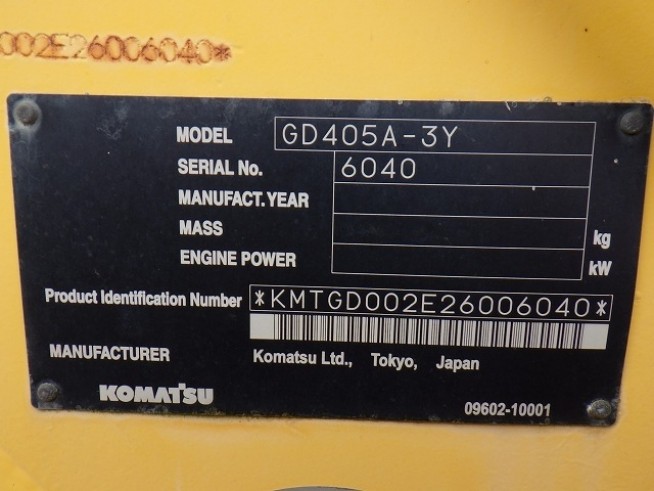 002E26006040*
MODEL GD405A-3Y
SERIAL No. 6040
MANUFACT. YEAR
MASS kg
ENGINE POWER kW
Product Identification Number *KMTGD002E26006040*
MANUFACTURER Komatsu Ltd., Tokyo, Japan
KOMATSU 09602-10001